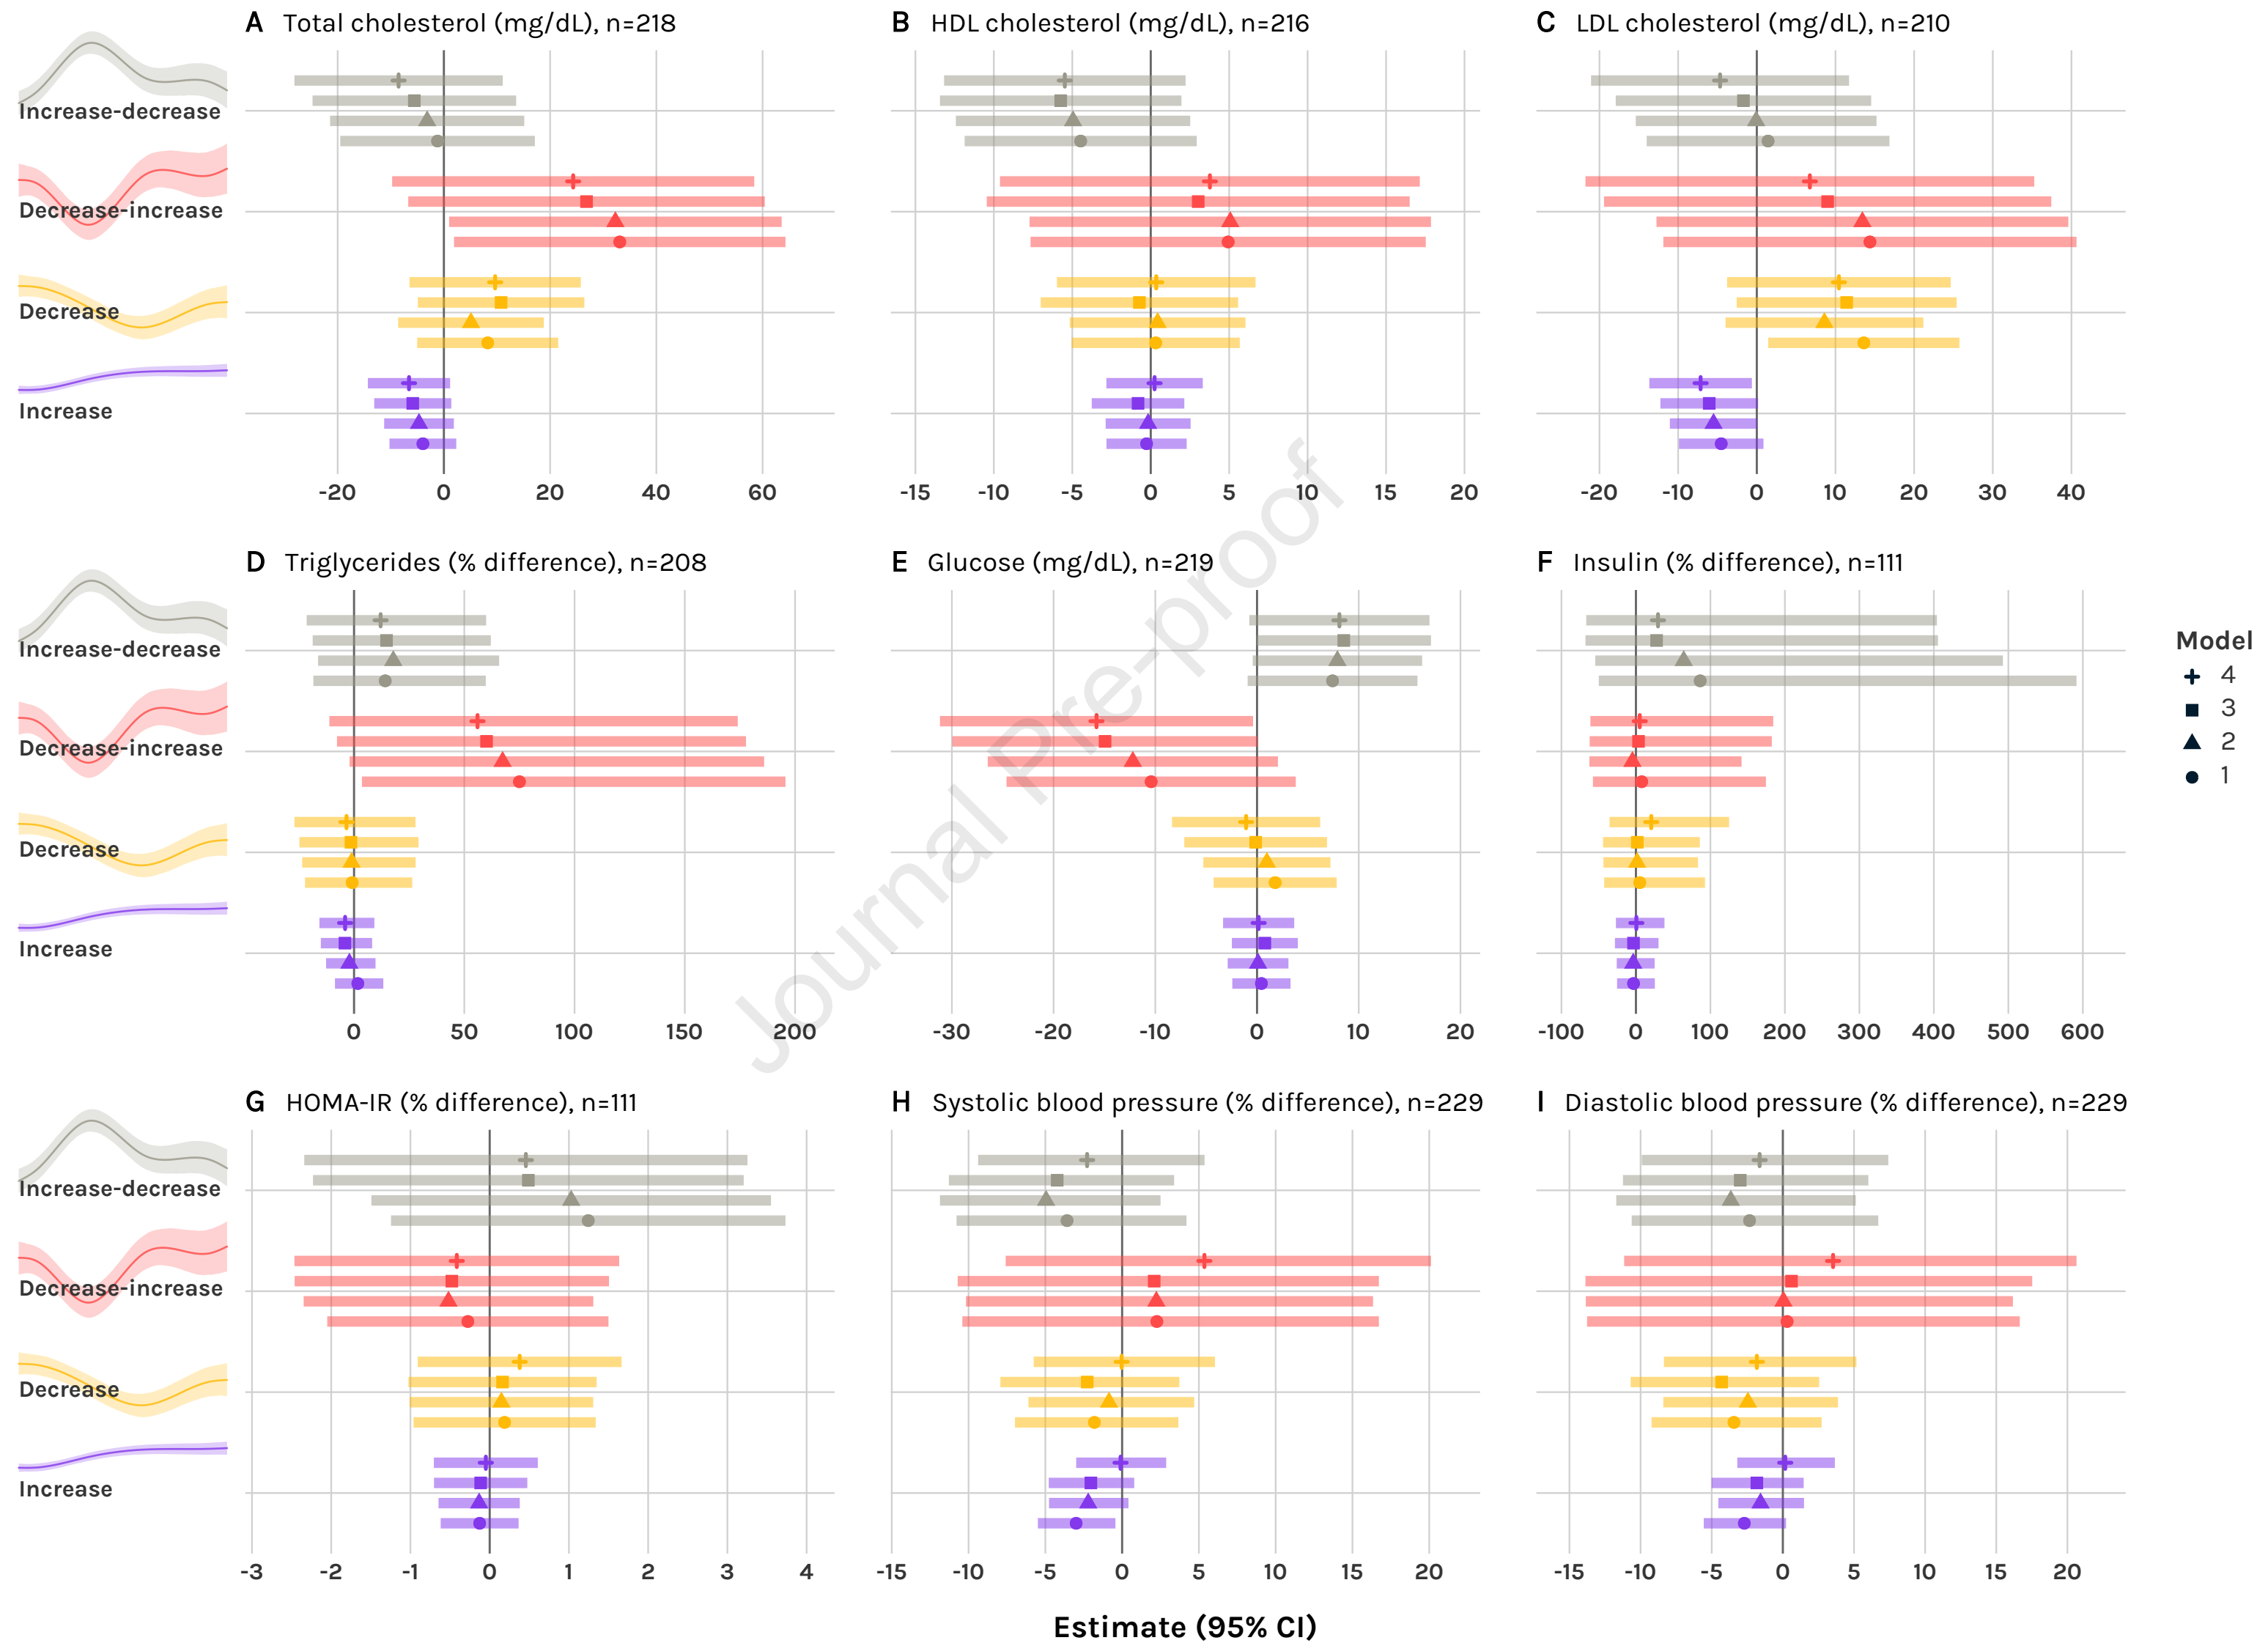 A Total cholesterol (mg/dL), n=218
B HDL cholesterol (mg/dL), n=216
C LDL cholesterol (mg/dL), n=210
Increase-decrease
Decrease-increase
Decrease
Increase
-20 0 20 40 60
-15 -10 -5 0 5 10 15 20
-20 -10 0 10 20 30 40
D Triglycerides (% difference), n=208
E Glucose (mg/dL), n=219
F Insulin (% difference), n=111
Increase-decrease
Decrease-increase
Decrease
Increase
0 50 100 150 200
-30 -20 -10 0 10 20
-100 0 100 200 300 400 500 600
Model
4
3
2
1
G HOMA-IR (% difference), n=111
H Systolic blood pressure (% difference), n=229
I Diastolic blood pressure (% difference), n=229
Increase-decrease
Decrease-increase
Decrease
Increase
-3 -2 -1 0 1 2 3 4
-15 -10 -5 0 5 10 15 20
-15 -10 -5 0 5 10 15 20
Estimate (95% CI)
Journal Pre-proof